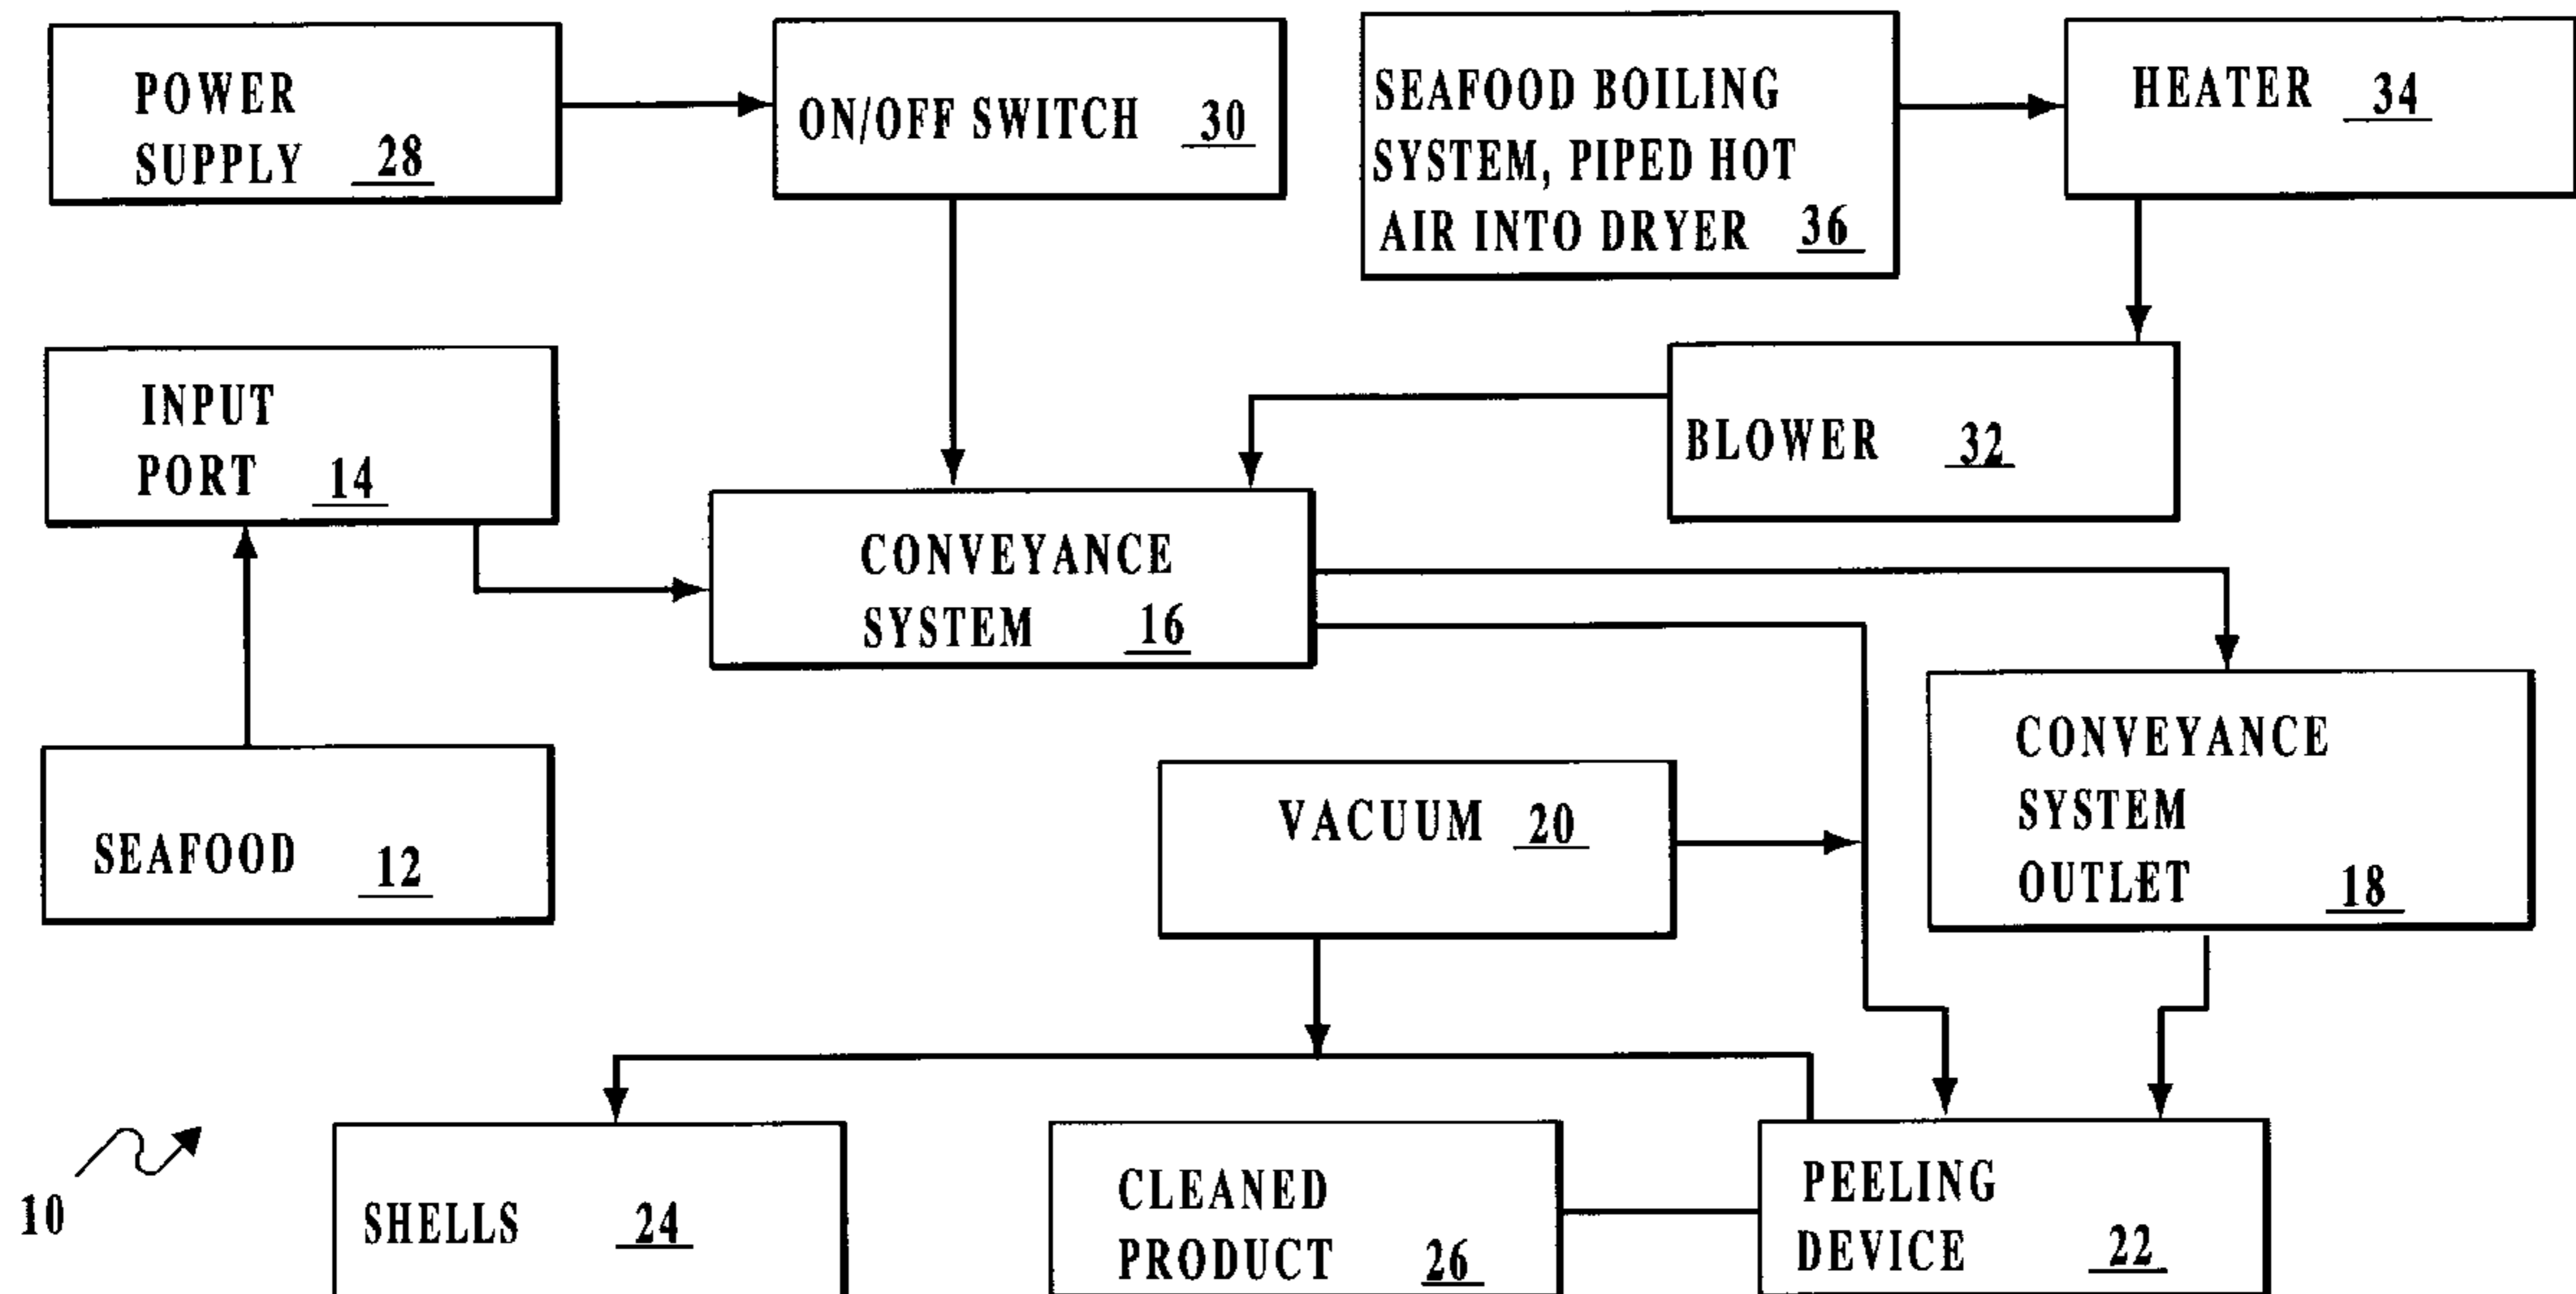 POWER
SUPPLY 28
ON/OFF SWITCH 30
SEAFOOD BOILING
SYSTEM, PIPED HOT
AIR INTO DRYER 36
HEATER 34
INPUT
PORT 14
BLOWER 32
CONVEYANCE
SYSTEM 16
SEAFOOD 12
VACUUM 20
CONVEYANCE
SYSTEM
OUTLET 18
10
SHELLS 24
CLEANED
PRODUCT 26
PEELING
DEVICE 22